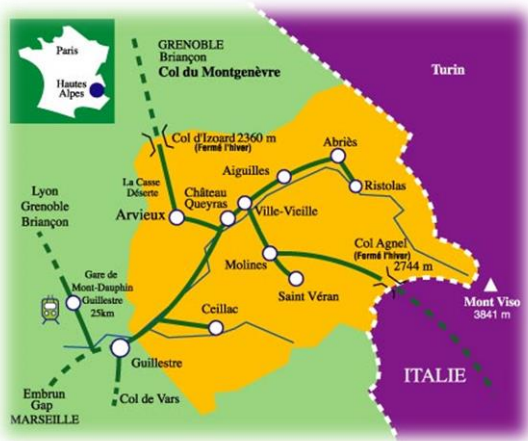 Paris
Hautes
Alpes
GRENOBLE
Briançon
Col du Montgenèvre
Turin
Col d'Izoard 2360 m
(Fermé l'hiver)
Abriès
Aiguilles
La Casse
Déserte
Château
Queyras
Ristolas
Lyon
Grenoble
Briançon
Arvieux
Ville-Vieille
Col Agnel
(Fermé l'hiver)
2744 m
Molines
Gare de
Mont-Dauphin
Guillestre
25km
Saint Véran
Mont Viso
3841 m
Ceillac
Guillestre
ITALIE
Embrun
Gap
MARSEILLE
Col de Vars